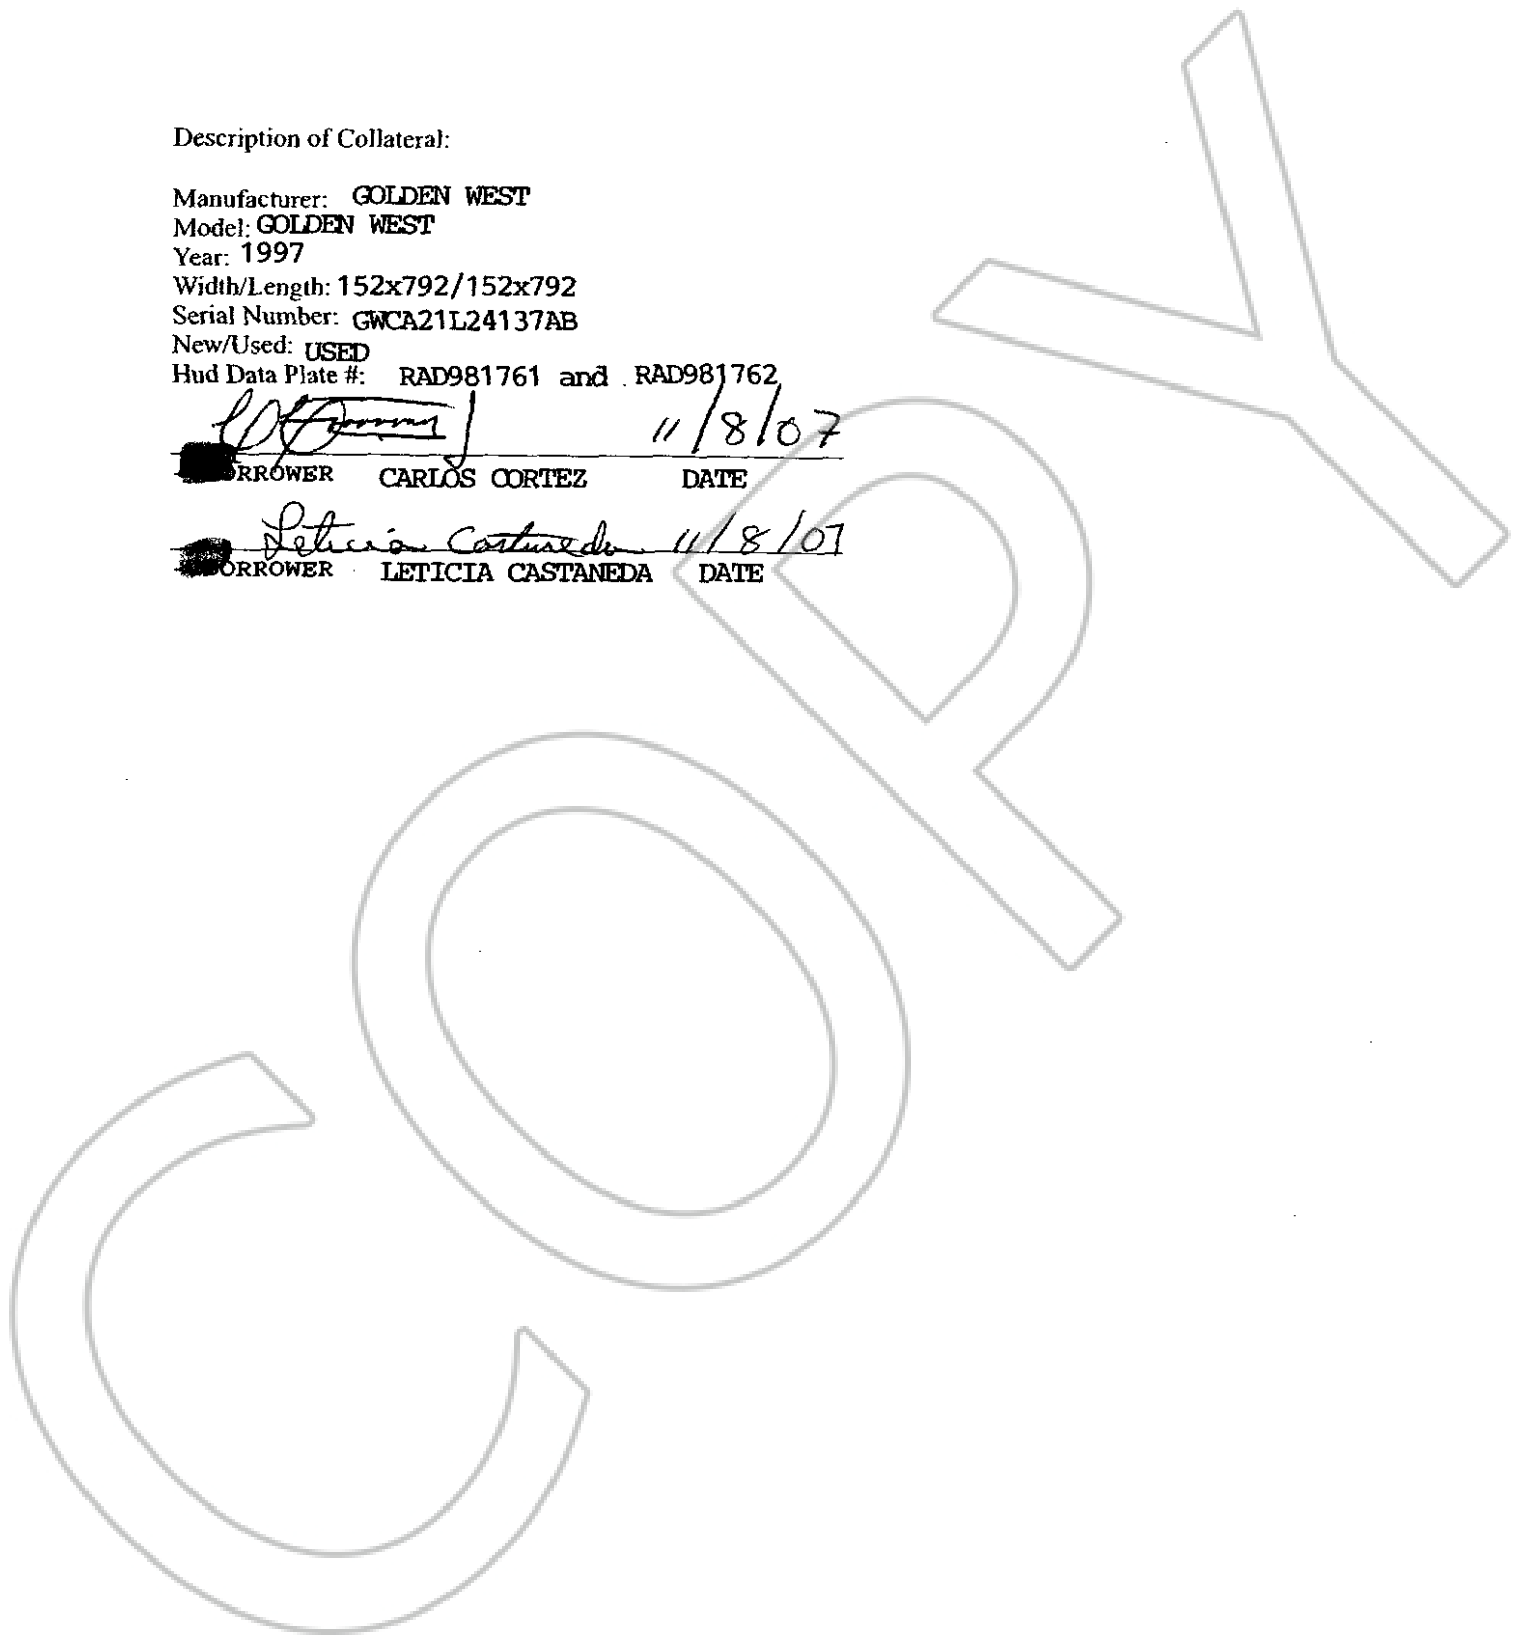 Description of Collateral:
Manufacturer: GOLDEN WEST
Model: GOLDEN WEST
Year: 1997
Width/Length: 152x792/152x792
Serial Number: GWCA21L24137AB
New/Used: USED
Hud Data Plate #: RAD981761 and RAD981762
11/8/07
ORROWER CARLOS CORTEZ DATE
Leticia Castaneda 11/8/07
ORROWER LETICIA CASTANEDA DATE
COPY